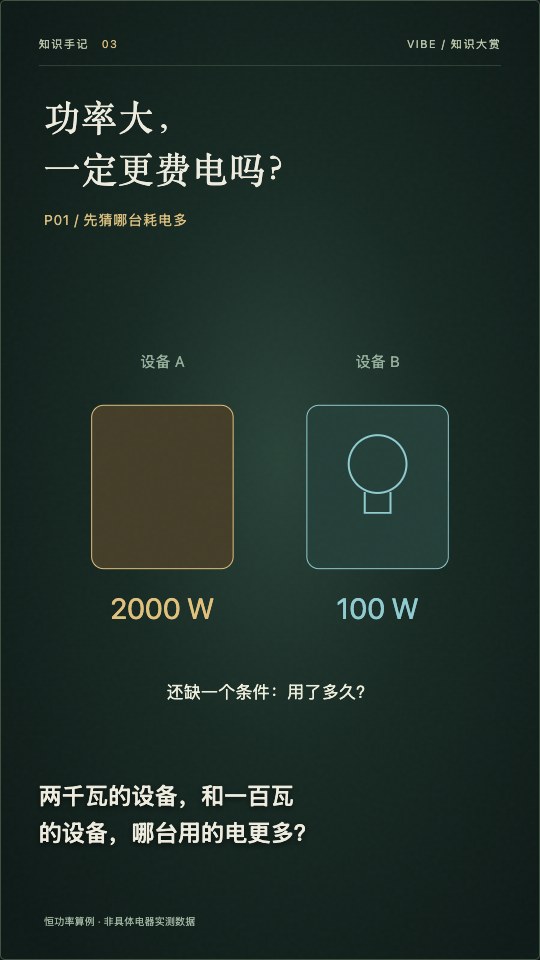 知识手记 03
VIBE / 知识大赏
功率大，
一定更费电吗？
P01 / 先猜哪台耗电多
设备 A
设备 B
2000 W
100 W
还缺一个条件：用了多久？
两千瓦的设备，和一百瓦
的设备，哪台用的电更多？
恒功率算例 · 非具体电器实测数据